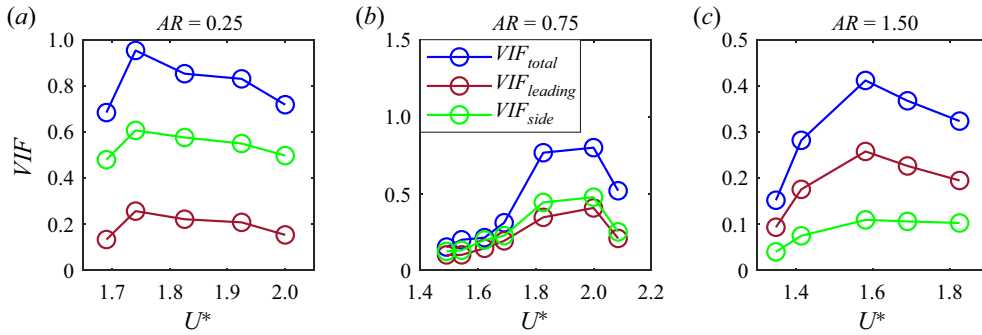 (a) AR = 0.25
(b) AR = 0.75
(c) AR = 1.50
VIF
1.0
0.8
0.6
0.4
0.2
0
1.7 1.8 1.9 2.0
U*
1.5
1.0
0.5
0
1.4 1.6 1.8 2.0 2.2
U*
VIF_total
VIF_leading
VIF_side
0.5
0.4
0.3
0.2
0.1
0
1.4 1.6 1.8
U*